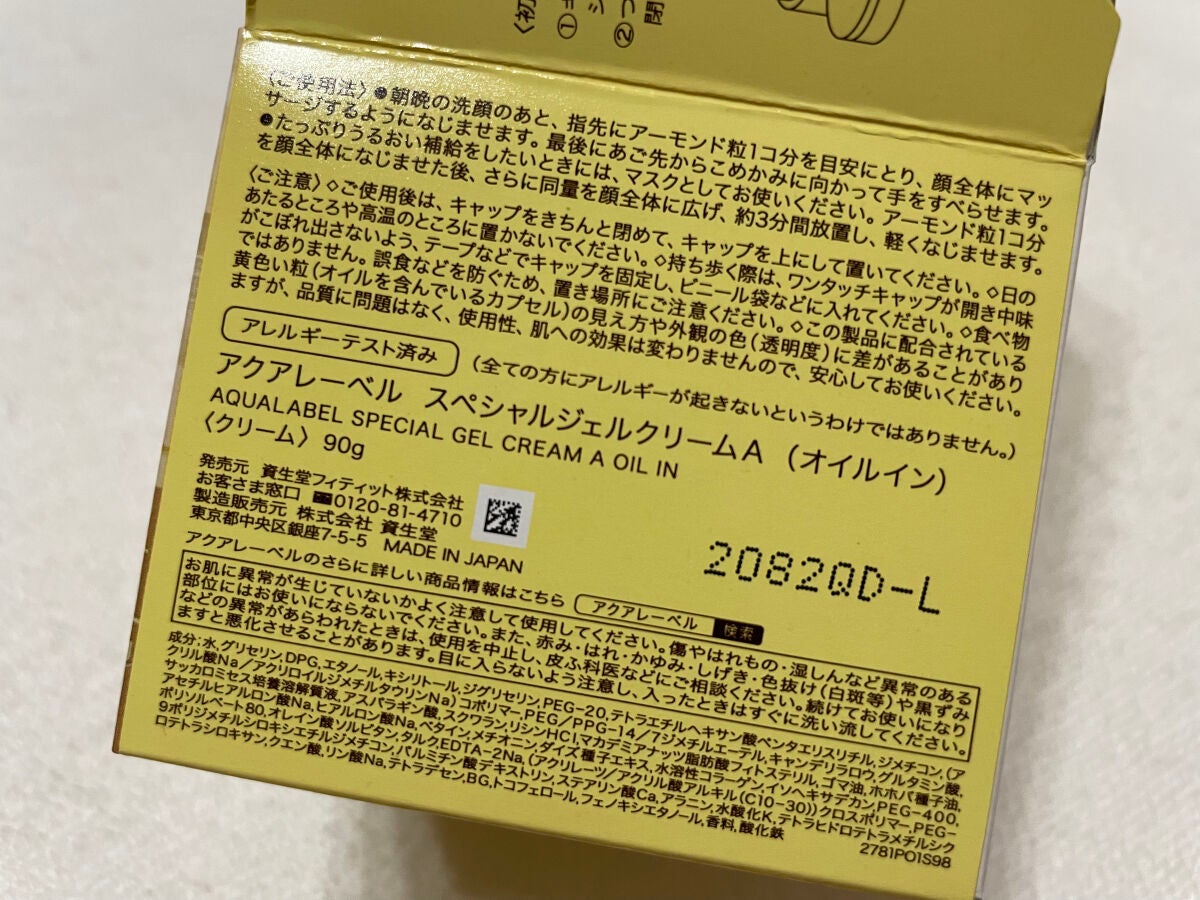 〈初
①キ
ジ
②つ
閉
〈ご使用法〉●朝晩の洗顔のあと、指先にアーモンド粒1コ分を目安にとり、顔全体にマッ
サージするようになじませます。最後にあご先からこめかみに向かって手をすべらせます。
●たっぷりうるおい補給をしたいときには、マスクとしてお使いください。アーモンド粒1コ分
を顔全体になじませた後、さらに同量を顔全体に広げ、約3分間放置し、軽くなじませます。
〈ご注意〉◇ご使用後は、キャップをきちんと閉めて、キャップを上にして置いてください。◇日の
あたるところや高温のところに置かないでください。◇持ち歩く際は、ワンタッチキャップが開き中味
がこぼれ出さないよう、テープなどでキャップを固定し、ビニール袋などに入れてください。◇食べ物
ではありません。誤食などを防ぐため、置き場所にご注意ください。◇この製品に配合されている
黄色い粒(オイルを含んでいるカプセル)の見え方や外観の色(透明度)に差があることがあり
ますが、品質に問題はなく、使用性、肌への効果は変わりませんので、安心してお使いください。
アレルギーテスト済み (全ての方にアレルギーが起きないというわけではありません。)
アクアレーベル スペシャルジェルクリームA (オイルイン)
AQUALABEL SPECIAL GEL CREAM A OIL IN
〈クリーム〉90g
発売元 資生堂フィティット株式会社
お客さま窓口 0120-81-4710
製造販売元 株式会社 資生堂
東京都中央区銀座7-5-5 MADE IN JAPAN
2082QD-L
アクアレーベルのさらに詳しい商品情報はこちら アクアレーベル 検索
お肌に異常が生じていないかよく注意して使用してください。傷やはれもの・湿しんなど異常のある
部位にはお使いにならないでください。また、赤み・はれ・かゆみ・しげき・色抜け(白斑等)や黒ずみ
などの異常があらわれたときは、使用を中止し、皮ふ科医などにご相談ください。続けてお使いになり
ますと悪化させることがあります。目に入らないよう注意し、入ったときはすぐに洗い流してください。
成分:水,グリセリン,DPG,エタノール,キシリトール,ジグリセリン,PEG-20,テトラエチルヘキサン酸ペンタエリスリチル,ジメチコン,(ア
クリル酸Na/アクリロイルジメチルタウリンNa)コポリマー,PEG/PPG-14/7ジメチルエーテル,キャンデリラロウ,グルタミン酸,
サッカロミセス培養溶解質液,アスパラギン酸,スクワラン,リシンHCl,マカデミアナッツ脂肪酸フィトステリル,ゴマ油,ホホバ種子油,
アセチルヒアルロン酸Na,ヒアルロン酸Na,ベタイン,メチオニン,ダイズ種子エキス,水溶性コラーゲン,イソヘキサデカン,PEG-400,
ポリソルベート80,オレイン酸ソルビタン,タルク,EDTA-2Na,(アクリレーツ/アクリル酸アルキル(C10-30))クロスポリマー,PEG-
9ポリジメチルシロキシエチルジメチコン,パルミチン酸デキストリン,ステアリン酸Ca,アラニン,水酸化K,テトラヒドロテトラメチルシク
ロテトラシロキサン,クエン酸,リン酸Na,テトラデセン,BG,トコフェロール,フェノキシエタノール,香料,酸化鉄
2781PO1S98